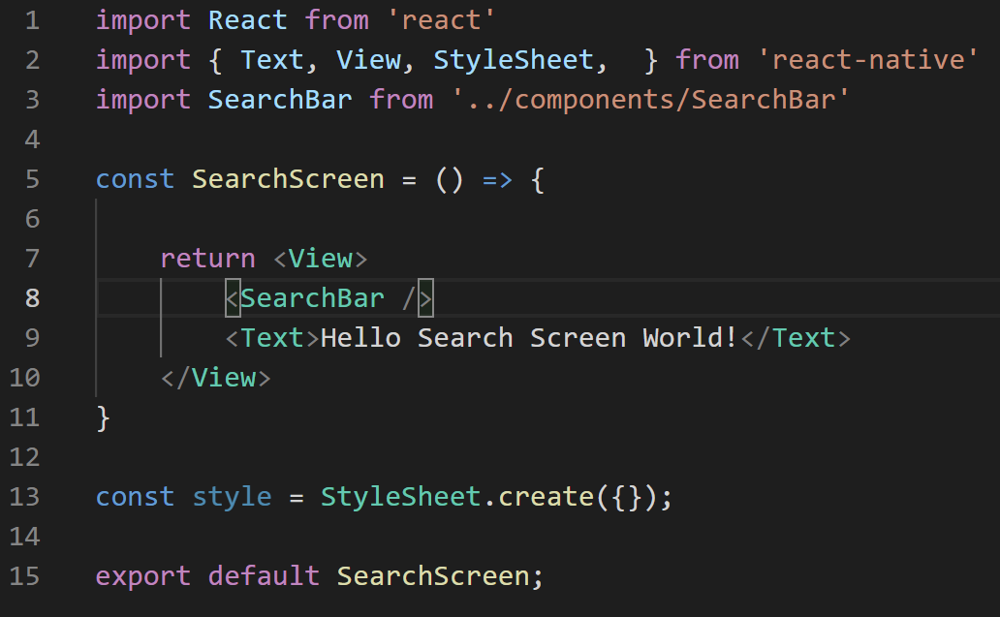 1 import React from 'react'
2 import { Text, View, StyleSheet,  } from 'react-native'
3 import SearchBar from '../components/SearchBar'
4
5 const SearchScreen = () => {
6
7     return <View>
8         <SearchBar />
9         <Text>Hello Search Screen World!</Text>
10     </View>
11 }
12
13 const style = StyleSheet.create({});
14
15 export default SearchScreen;